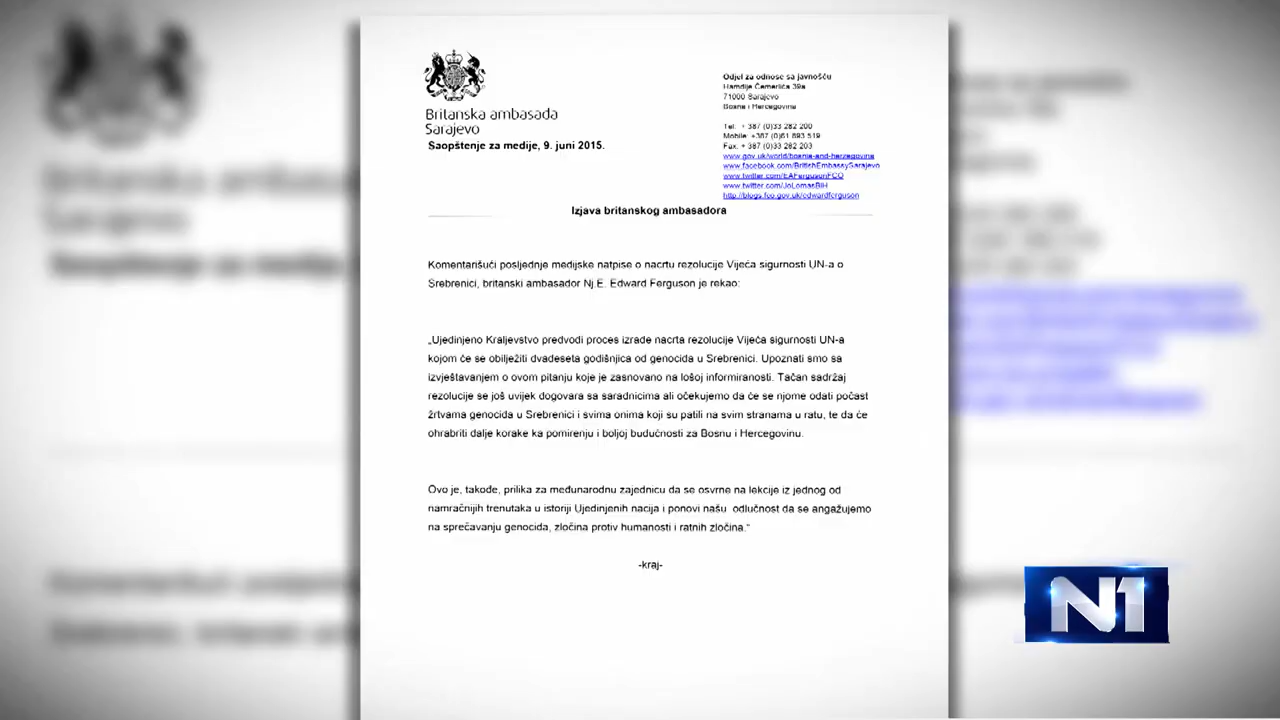 Britanska ambasada
Sarajevo
Saopštenje za medije, 9. juni 2015.
Odjel za odnose sa javnošću
Hamdije Čemerlića 39a
71000 Sarajevo
Bosna i Hercegovina
Tel: + 387 (0)33 282 200
Mobile: +387 (0)61 893 519
Fax: + 387 (0)33 282 203
www.gov.uk/world/bosnia-and-herzegovina
www.facebook.com/BritishEmbassySarajevo
www.twitter.com/EAFergusonFCO
www.twitter.com/JoLomasBiH
http://blogs.fco.gov.uk/edwardferguson
Izjava britanskog ambasadora
Komentarišući posljednje medijske natpise o nacrtu rezolucije Vijeća sigurnosti UN-a o
Srebrenici, britanski ambasador Nj.E. Edward Ferguson je rekao:
„Ujedinjeno Kraljevstvo predvodi proces izrade nacrta rezolucije Vijeća sigurnosti UN-a
kojom će se obilježiti dvadeseta godišnjica od genocida u Srebrenici. Upoznati smo sa
izvještavanjem o ovom pitanju koje je zasnovano na lošoj informiranosti. Tačan sadržaj
rezolucije se još uvijek dogovara sa saradnicima ali očekujemo da će se njome odati počast
žrtvama genocida u Srebrenici i svima onima koji su patili na svim stranama u ratu, te da će
ohrabriti dalje korake ka pomirenju i boljoj budućnosti za Bosnu i Hercegovinu.
Ovo je, takođe, prilika za međunarodnu zajednicu da se osvrne na lekcije iz jednog od
namračnijih trenutaka u istoriji Ujedinjenih nacija i ponovi našu odlučnost da se angažujemo
na sprečavanju genocida, zločina protiv humanosti i ratnih zločina.“
-kraj-
N1